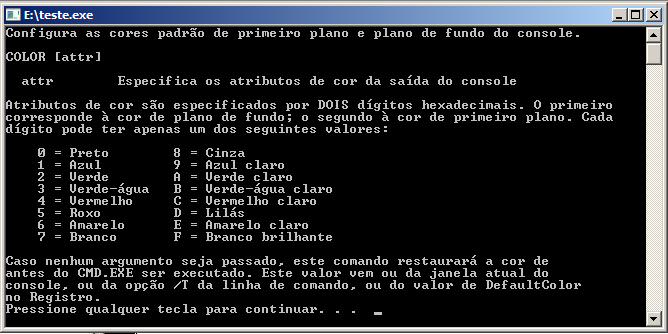 E:\teste.exe
Configura as cores padrão de primeiro plano e plano de fundo do console.
COLOR [attr]
attr        Especifica os atributos de cor da saída do console
Atributos de cor são especificados por DOIS dígitos hexadecimais. O primeiro
corresponde à cor de plano de fundo; o segundo à cor de primeiro plano. Cada
dígito pode ter apenas um dos seguintes valores:
0 = Preto        8 = Cinza
1 = Azul         9 = Azul claro
2 = Verde        A = Verde claro
3 = Verde-água   B = Verde-água claro
4 = Vermelho     C = Vermelho claro
5 = Roxo         D = Lilás
6 = Amarelo      E = Amarelo claro
7 = Branco       F = Branco brilhante
Caso nenhum argumento seja passado, este comando restaurará a cor de
antes do CMD.EXE ser executado. Este valor vem ou da janela atual do
console, ou da opção /T da linha de comando, ou do valor de DefaultColor
no Registro.
Pressione qualquer tecla para continuar. . .